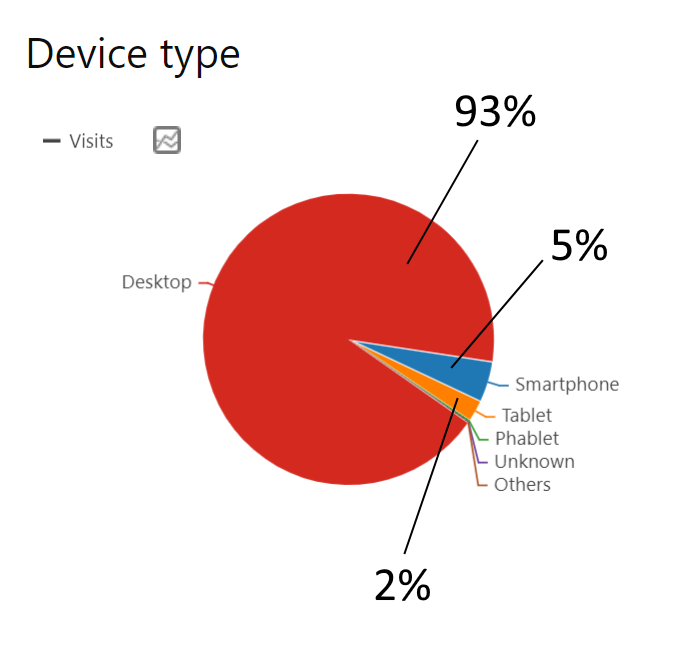 Device type
93%
Visits
5%
Desktop
Smartphone
Tablet
Phablet
Unknown
Others
2%